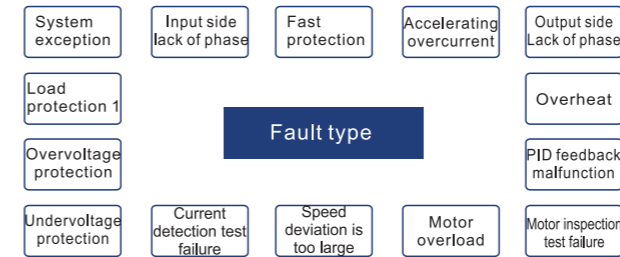 System
exception
Input side
lack of phase
Fast
protection
Accelerating
overcurrent
Output side
Lack of phase
Load
protection 1
Overheat
Fault type
Overvoltage
protection
PID feedback
malfunction
Undervoltage
protection
Current
detection test
failure
Speed
deviation is
too large
Motor
overload
Motor inspection
test failure